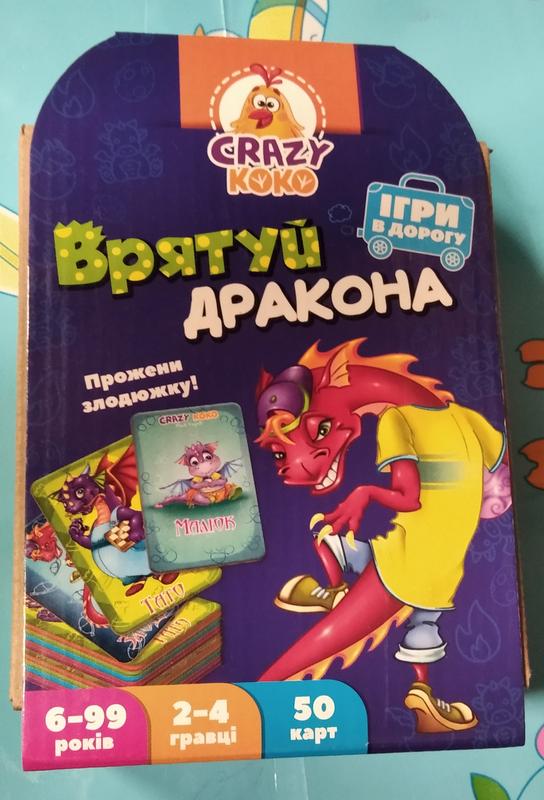 CRAZY
KOKO
ІГРИ
В ДОРОГУ
Врятуй
ДРАКОНА
Прожени
злодюжку!
CRAZY KOKO
Малюк
Тато
6–99
років
2–4
гравці
50
карт